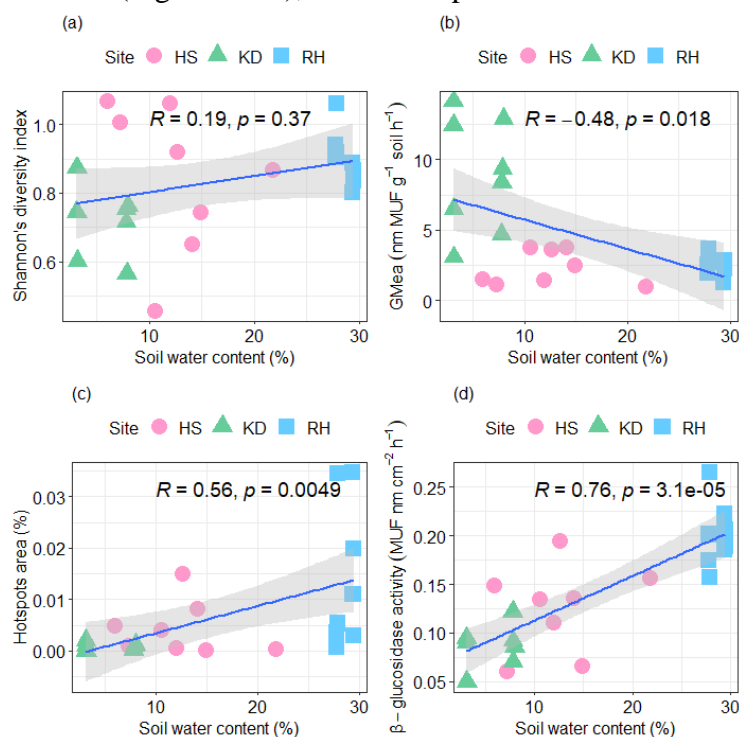 (a)
Site HS KD RH
R = 0.19, p = 0.37
Shannon's diversity index
1.0
0.8
0.6
10 20 30
Soil water content (%)
(b)
Site HS KD RH
R = −0.48, p = 0.018
GMea (nm MUF g⁻¹ soil h⁻¹)
10
5
0
10 20 30
Soil water content (%)
(c)
Site HS KD RH
R = 0.56, p = 0.0049
Hotspots area (%)
0.03
0.02
0.01
0.00
10 20 30
Soil water content (%)
(d)
Site HS KD RH
R = 0.76, p = 3.1e-05
β − glucosidase activity (MUF nm cm⁻² h⁻¹)
0.25
0.20
0.15
0.10
0.05
10 20 30
Soil water content (%)